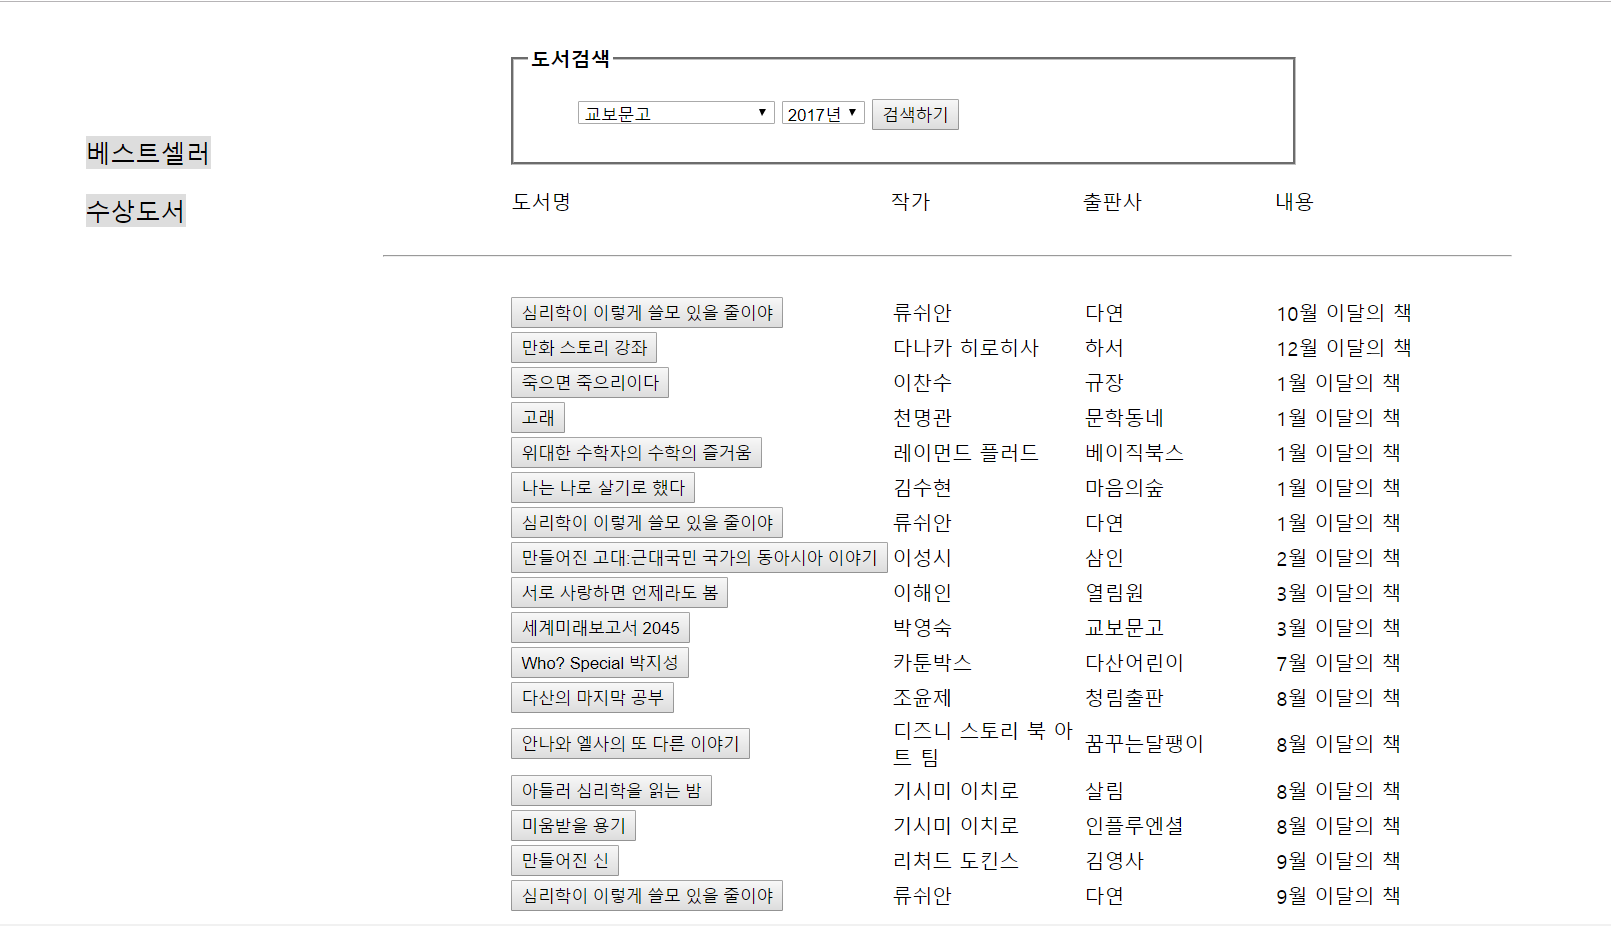 도서검색
교보문고 2017년 검색하기
베스트셀러
수상도서
도서명 작가 출판사 내용
심리학이 이렇게 쓸모 있을 줄이야 류쉬안 다연 10월 이달의 책
만화 스토리 강좌 다나카 히로히사 하서 12월 이달의 책
죽으면 죽으리이다 이찬수 규장 1월 이달의 책
고래 천명관 문학동네 1월 이달의 책
위대한 수학자의 수학의 즐거움 레이먼드 플러드 베이직북스 1월 이달의 책
나는 나로 살기로 했다 김수현 마음의숲 1월 이달의 책
심리학이 이렇게 쓸모 있을 줄이야 류쉬안 다연 1월 이달의 책
만들어진 고대:근대국민 국가의 동아시아 이야기 이성시 삼인 2월 이달의 책
서로 사랑하면 언제라도 봄 이해인 열림원 3월 이달의 책
세계미래보고서 2045 박영숙 교보문고 3월 이달의 책
Who? Special 박지성 카툰박스 다산어린이 7월 이달의 책
다산의 마지막 공부 조윤제 청림출판 8월 이달의 책
안나와 엘사의 또 다른 이야기 디즈니 스토리 북 아
트 팀 꿈꾸는달팽이 8월 이달의 책
아들러 심리학을 읽는 밤 기시미 이치로 살림 8월 이달의 책
미움받을 용기 기시미 이치로 인플루엔셜 8월 이달의 책
만들어진 신 리처드 도킨스 김영사 9월 이달의 책
심리학이 이렇게 쓸모 있을 줄이야 류쉬안 다연 9월 이달의 책